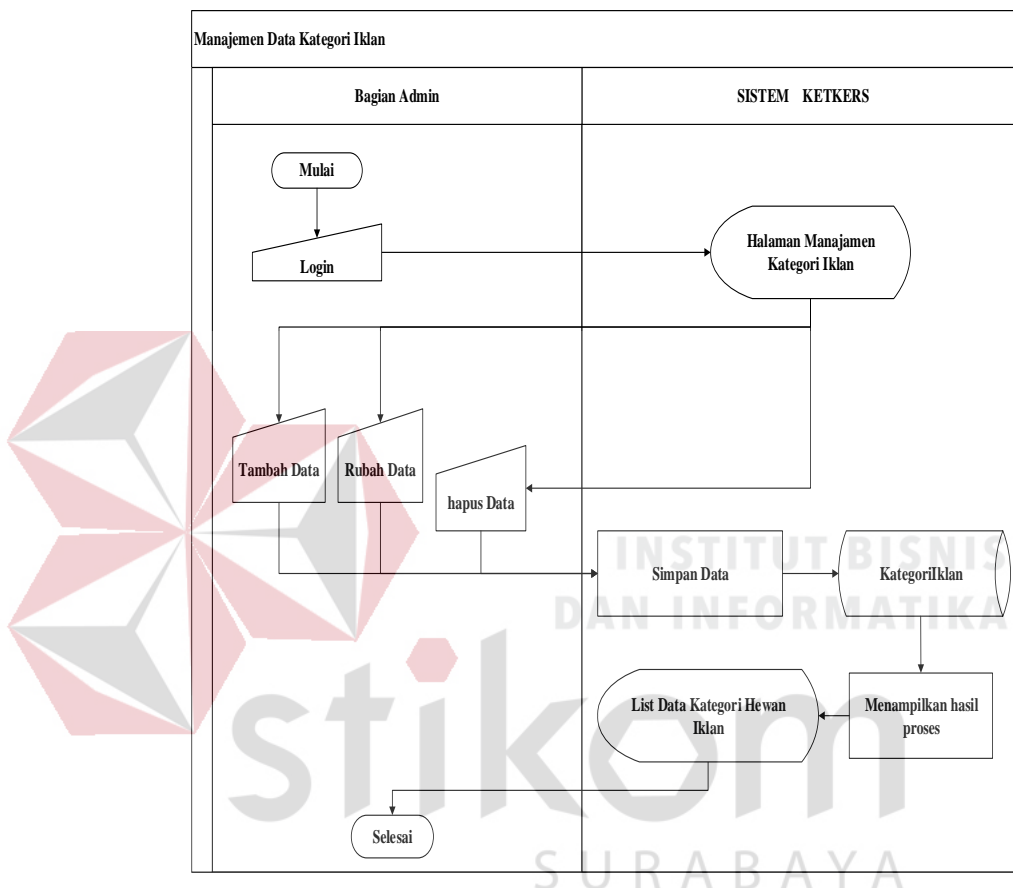 Manajemen Data Kategori Iklan
Bagian Admin
SISTEM KETKERS
Mulai
Login
Halaman Manajamen
Kategori Iklan
Tambah Data
Rubah Data
hapus Data
Simpan Data
KategoriIklan
Menampilkan hasil
proses
List Data Kategori Hewan
Iklan
Selesai
INSTITUT BISNIS
DAN INFORMATIKA
stikom
SURABAYA